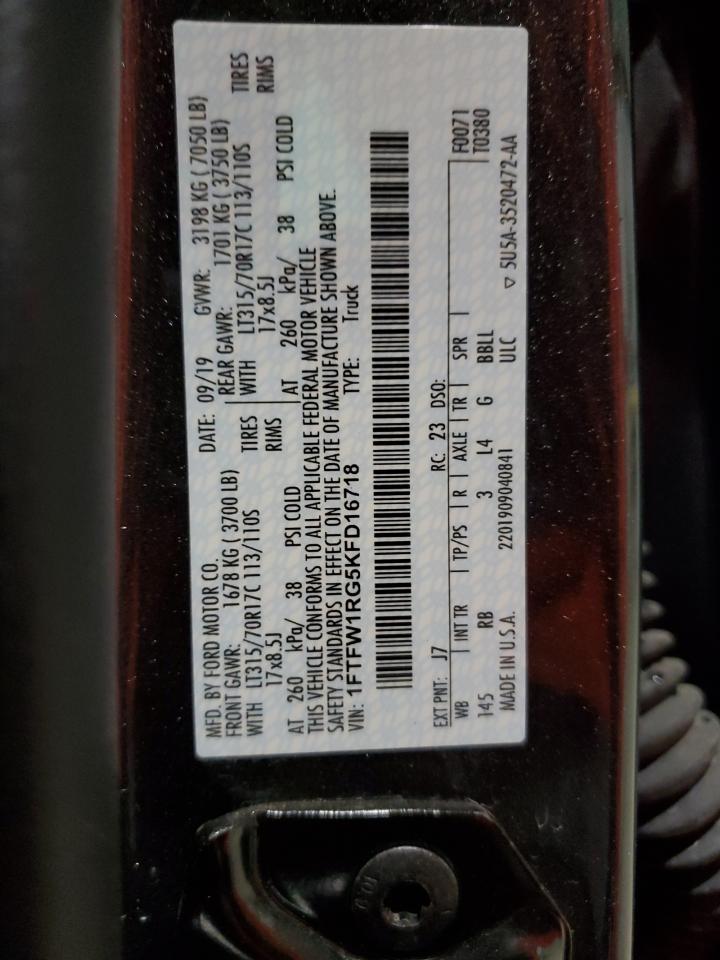 MFD. BY FORD MOTOR CO. DATE: 09/19 GVWR: 3198 KG ( 7050 LB)
FRONT GAWR: 1678 KG ( 3700 LB) REAR GAWR: 1701 KG ( 3750 LB)
WITH LT315/70R17C 113/110S TIRES WITH LT315/70R17C 113/110S TIRES
17x8.5J RIMS 17x8.5J RIMS
AT 260 kPa/ 38 PSI COLD AT 260 kPa/ 38 PSI COLD
THIS VEHICLE CONFORMS TO ALL APPLICABLE FEDERAL MOTOR VEHICLE
SAFETY STANDARDS IN EFFECT ON THE DATE OF MANUFACTURE SHOWN ABOVE.
VIN: 1FTFW1RG5KFD16718 TYPE: Truck
EXT PNT: J7 RC: 23 DSO: F0071
WB INT TR TP/PS R AXLE TR SPR T0380
145 RB 3 L4 G BBLL
MADE IN U.S.A. 2201909040841 ULC ▽ 5U5A-3520472-AA